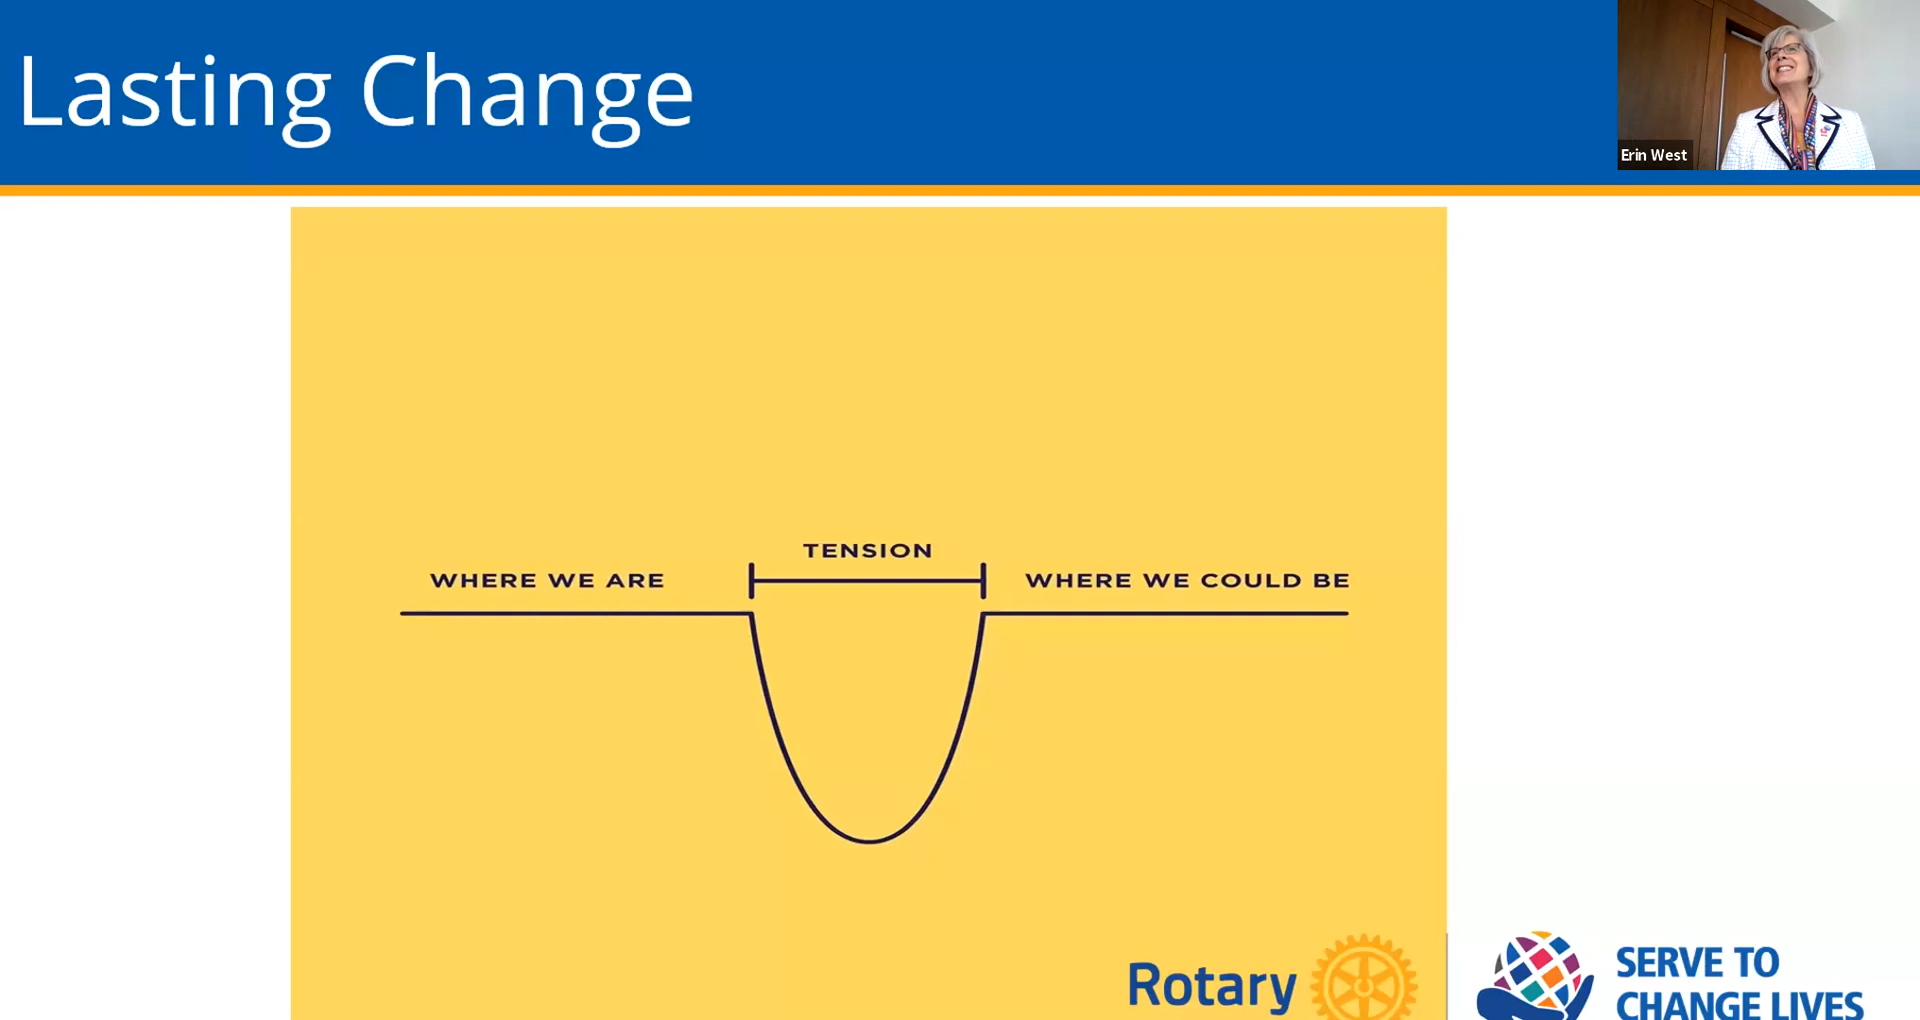 Lasting Change
Erin West
TENSION
WHERE WE ARE
WHERE WE COULD BE
Rotary
SERVE TO
CHANGE LIVES